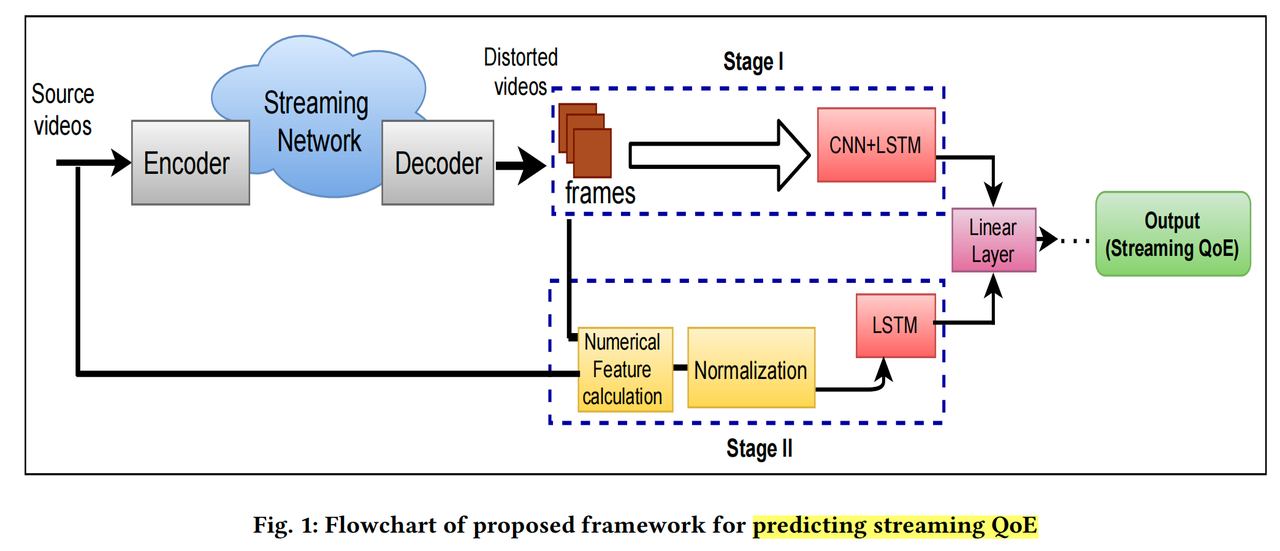 Source
videos
Encoder
Streaming
Network
Decoder
Distorted
videos
frames
Stage I
CNN+LSTM
Linear
Layer
...
Output
(Streaming QoE)
Numerical
Feature
calculation
Normalization
LSTM
Stage II
Fig. 1: Flowchart of proposed framework for predicting streaming QoE